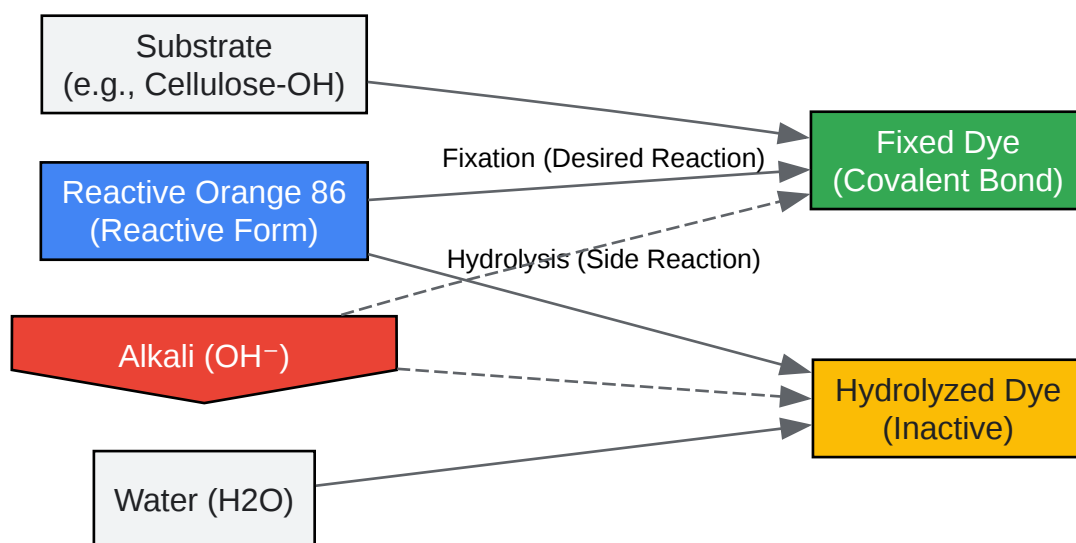 Substrate
(e.g., Cellulose-OH)
Fixed Dye
(Covalent Bond)
Fixation (Desired Reaction)
Reactive Orange 86
(Reactive Form)
Hydrolysis (Side Reaction)
Alkali (OH⁻)
Hydrolyzed Dye
(Inactive)
Water (H2O)